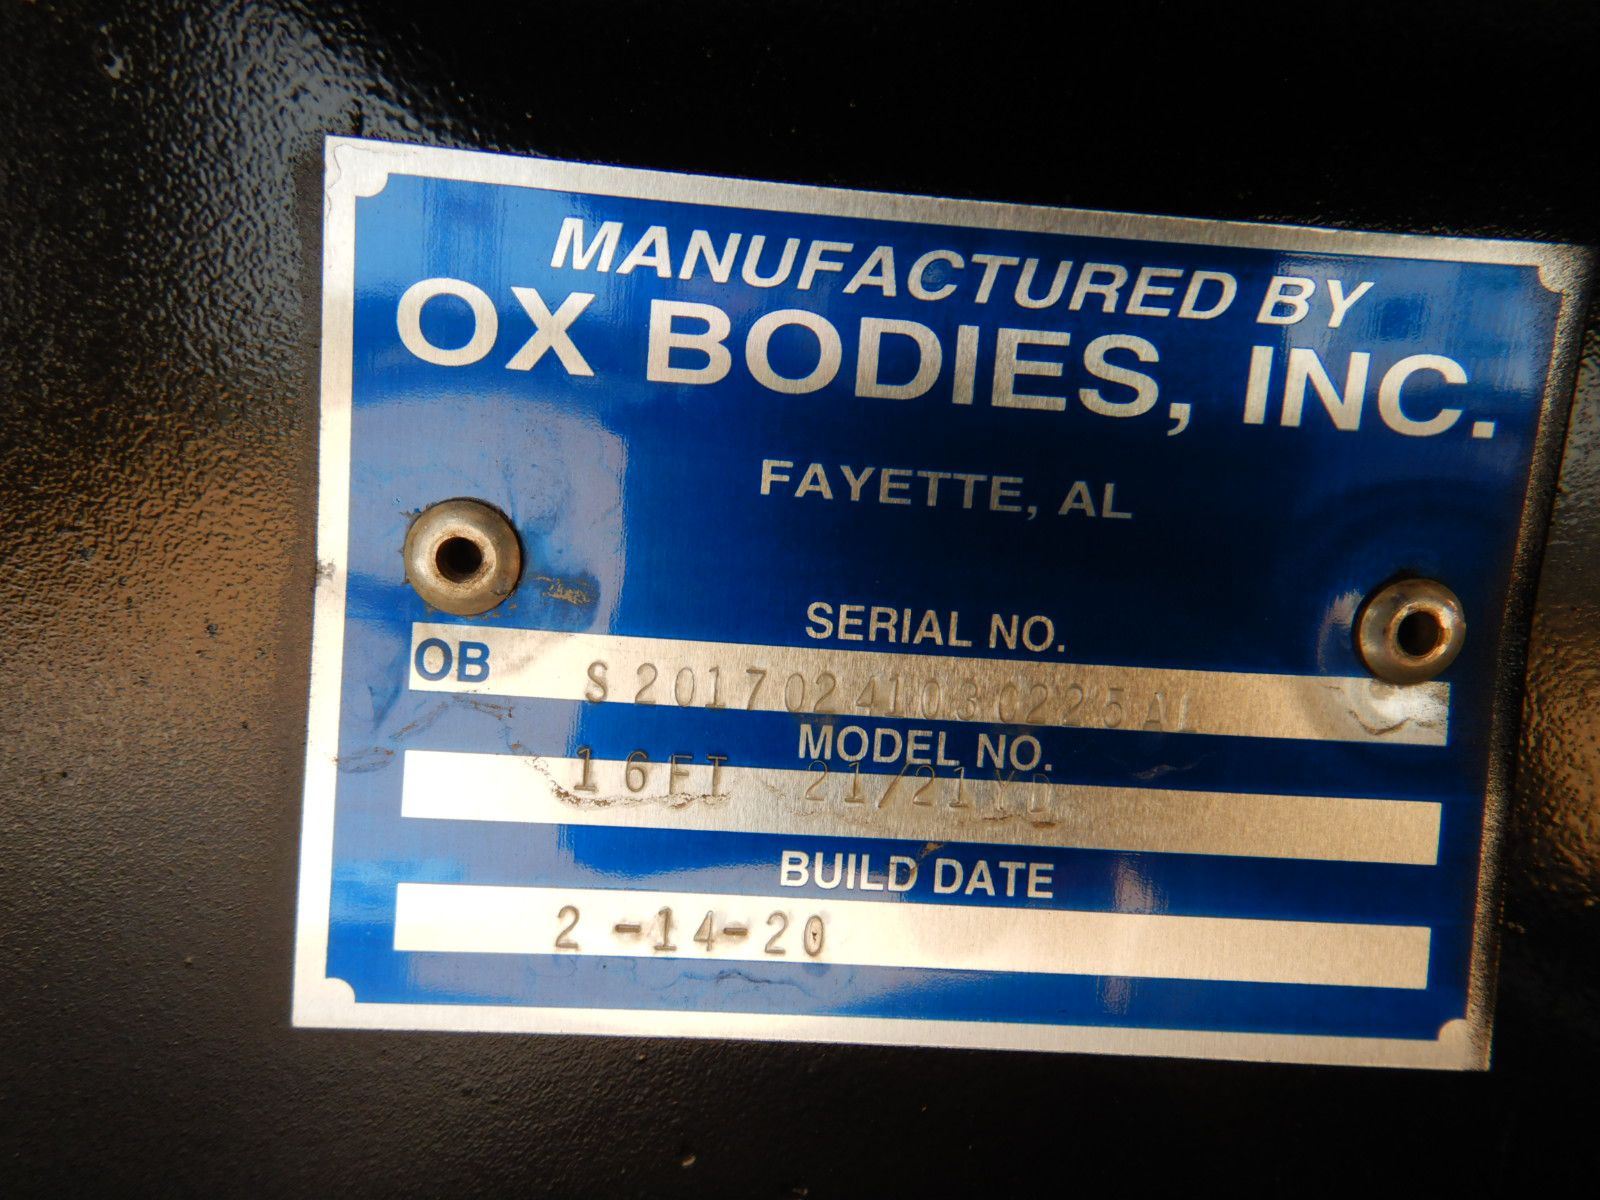 MANUFACTURED BY
OX BODIES, INC.
FAYETTE, AL
SERIAL NO.
OB S20170241030225AL
MODEL NO.
16FT 21/21YD
BUILD DATE
2-14-20